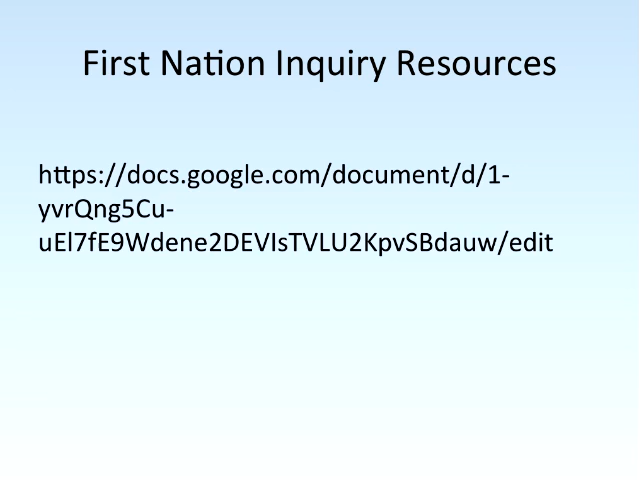 First Nation Inquiry Resources
https://docs.google.com/document/d/1-
yvrQng5Cu-
uEl7fE9Wdene2DEVIsTVLU2KpvSBdauw/edit